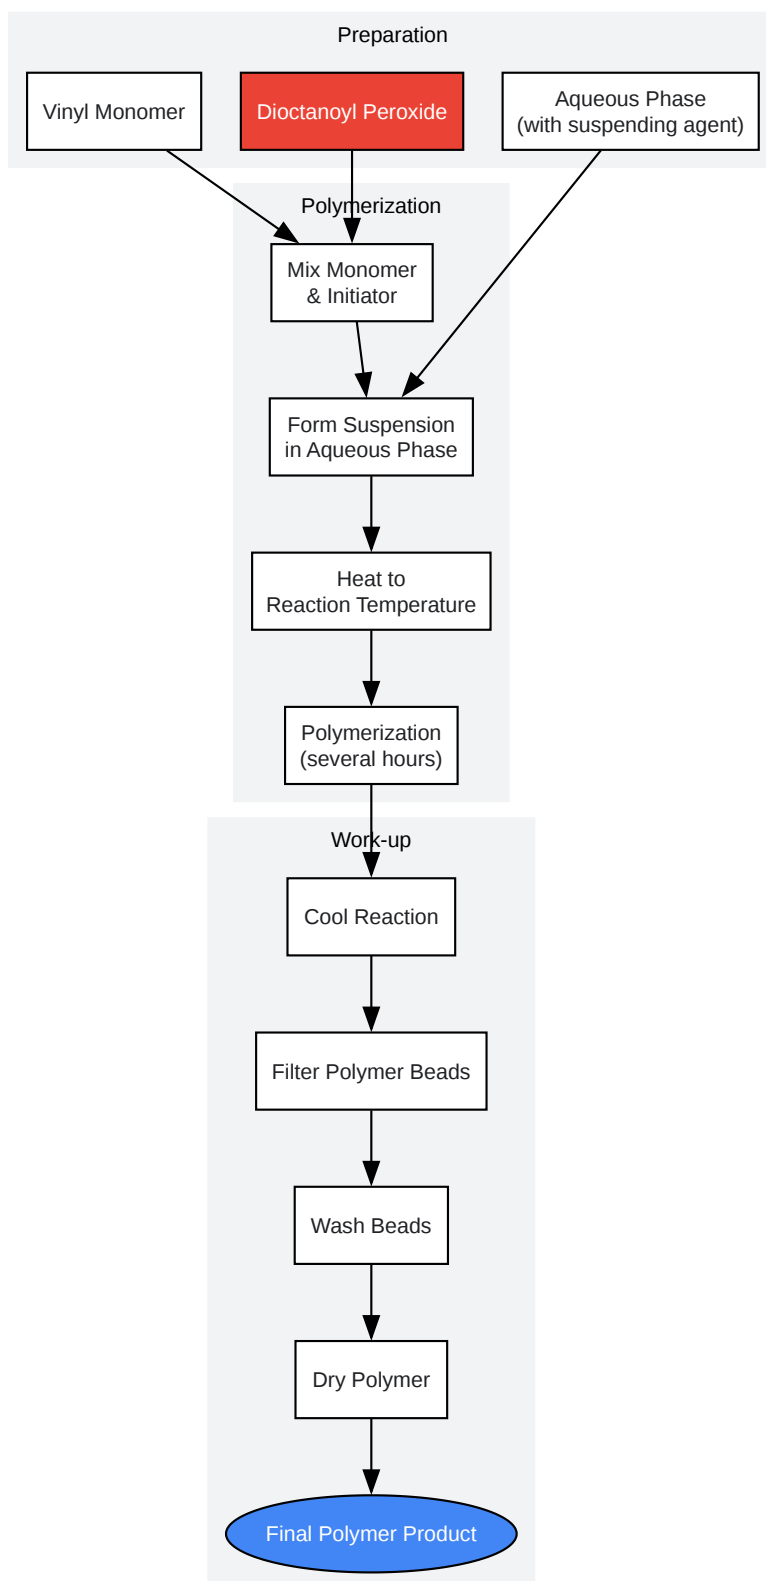 Preparation
Vinyl Monomer
Dioctanoyl Peroxide
Aqueous Phase
(with suspending agent)
Polymerization
Mix Monomer
& Initiator
Form Suspension
in Aqueous Phase
Heat to
Reaction Temperature
Polymerization
(several hours)
Work-up
Cool Reaction
Filter Polymer Beads
Wash Beads
Dry Polymer
Final Polymer Product